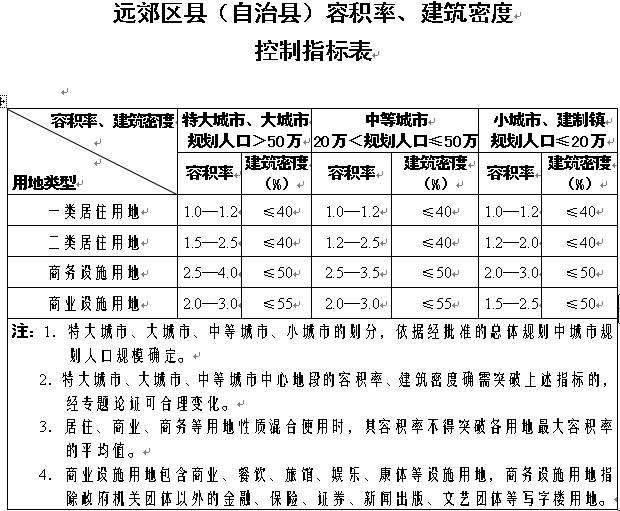 远郊区县（自治县）容积率、建筑密度
控制指标表
容积率、建筑密度 特大城市、大城市 中等城市 小城市、建制镇
规划人口＞50万 20万＜规划人口≤50万 规划人口≤20万
用地类型 容积率 建筑密度（%） 容积率 建筑密度（%） 容积率 建筑密度（%）
一类居住用地 1.0—1.2 ≤40 1.0—1.2 ≤40 1.0—1.2 ≤40
二类居住用地 1.5—2.5 ≤40 1.2—2.5 ≤40 1.2—2.0 ≤40
商务设施用地 2.5—4.0 ≤50 2.5—3.5 ≤50 2.0—3.0 ≤50
商业设施用地 2.0—3.0 ≤55 2.0—3.0 ≤55 1.5—2.5 ≤50
注：1. 特大城市、大城市、中等城市、小城市的划分，依据经批准的总体规划中城市规
划人口规模确定。
2. 特大城市、大城市、中等城市中心地段的容积率、建筑密度确需突破上述指标的，
经专题论证可合理变化。
3. 居住、商业、商务等用地性质混合使用时，其容积率不得突破各用地最大容积率
的平均值。
4. 商业设施用地包含商业、餐饮、旅馆、娱乐、康体等设施用地，商务设施用地指
除政府机关团体以外的金融、保险、证券、新闻出版、文艺团体等写字楼用地。